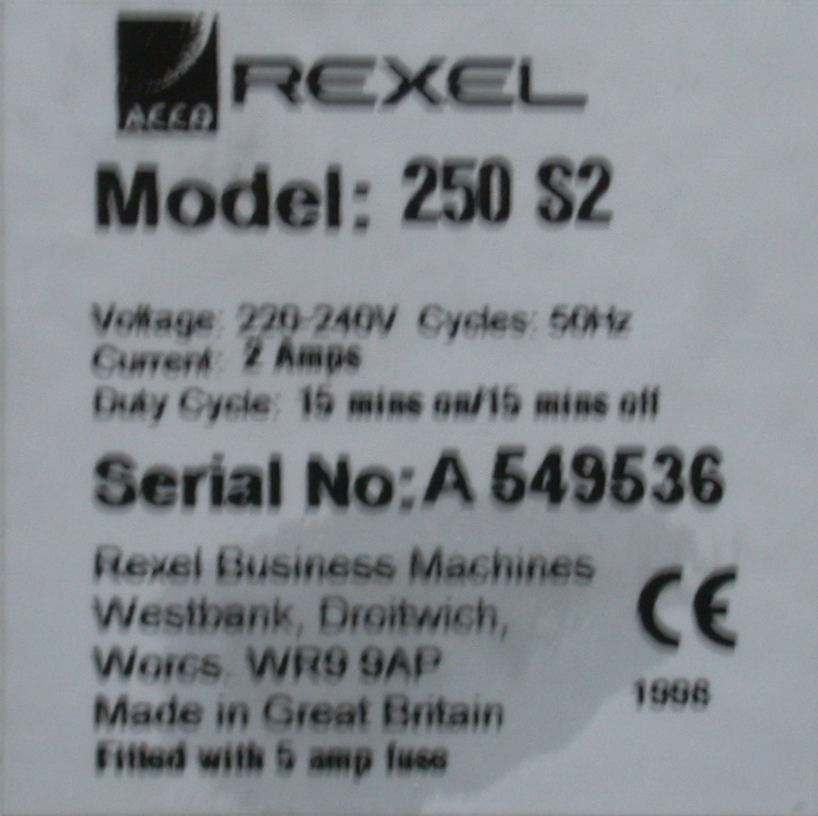 ACCO REXEL
Model: 250 S2
Voltage: 220-240V Cycles: 50Hz
Current: 2 Amps
Duty Cycle: 15 mins on/15 mins off
Serial No: A 549536
Rexel Business Machines
Westbank, Droitwich,
Worcs. WR9 9AP
Made in Great Britain
Fitted with 5 amp fuse
CE
1998